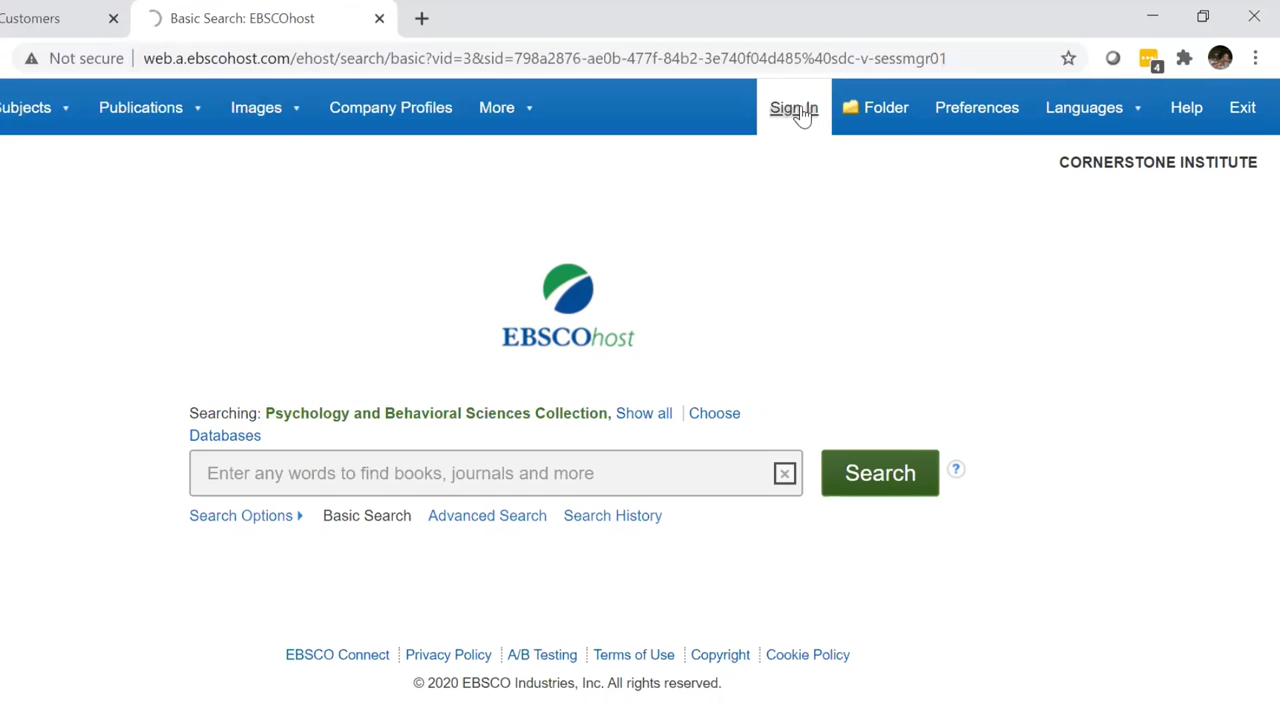 Customers
Basic Search: EBSCOhost
Not secure
web.a.ebscohost.com/ehost/search/basic?vid=3&sid=798a2876-ae0b-477f-84b2-3e740f04d485%40sdc-v-sessmgr01
4
ubjects Publications Images Company Profiles More Sign In Folder Preferences Languages Help Exit
CORNERSTONE INSTITUTE
EBSCOhost
Searching: Psychology and Behavioral Sciences Collection, Show all Choose
Databases
Enter any words to find books, journals and more
Search
?
Search Options Basic Search Advanced Search Search History
EBSCO Connect Privacy Policy A/B Testing Terms of Use Copyright Cookie Policy
© 2020 EBSCO Industries, Inc. All rights reserved.